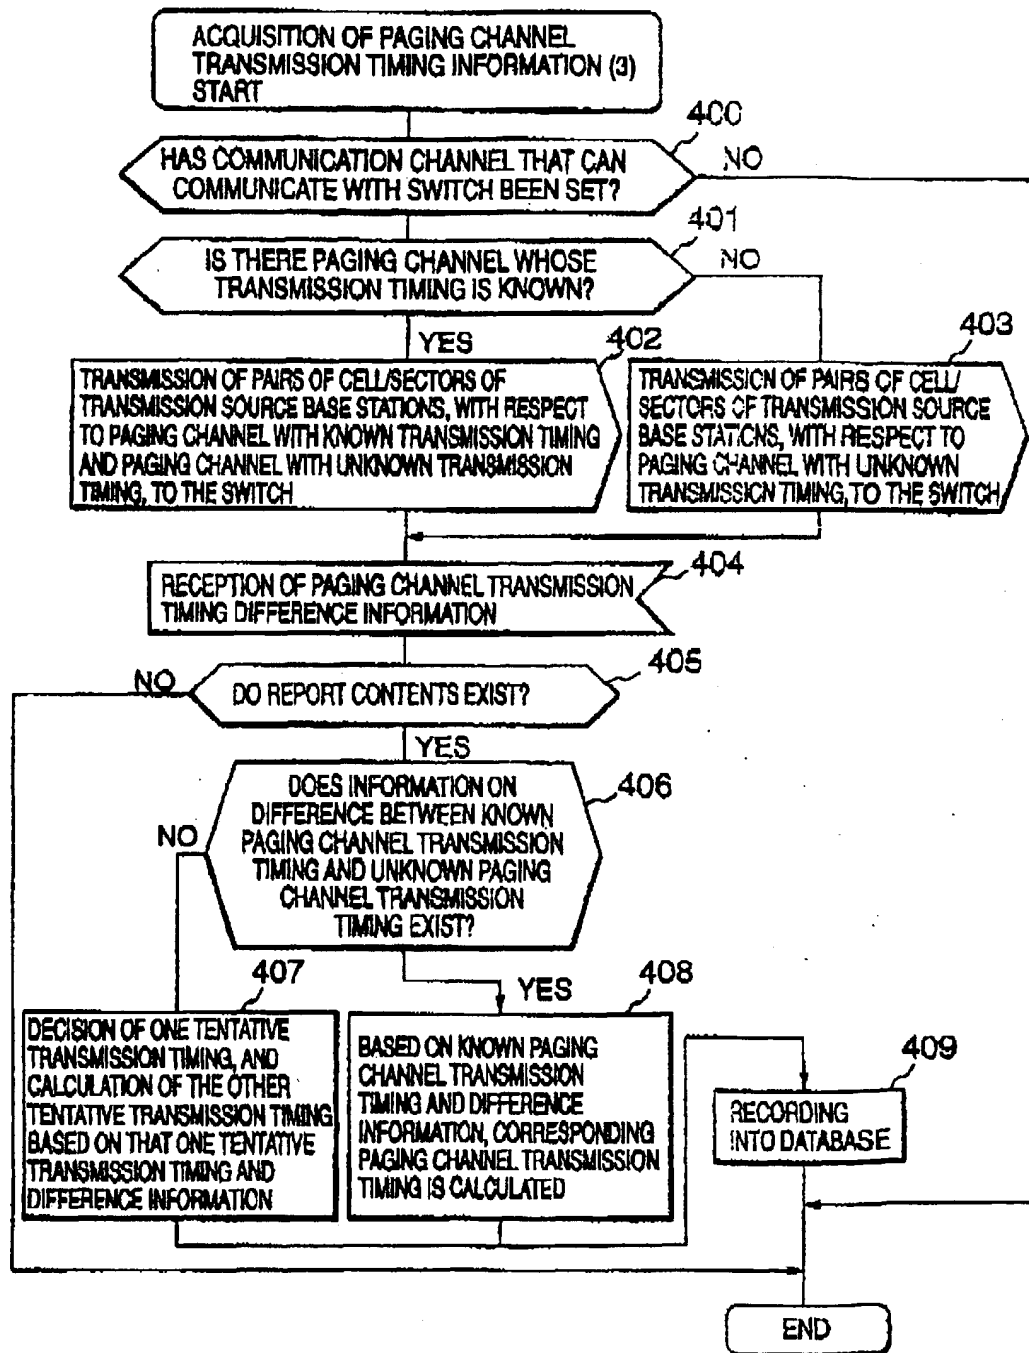 ACQUISITION OF PAGING CHANNEL
TRANSMISSION TIMING INFORMATION (3)
START
400
HAS COMMUNICATION CHANNEL THAT CAN
COMMUNICATE WITH SWITCH BEEN SET?
NO
401
IS THERE PAGING CHANNEL WHOSE
TRANSMISSION TIMING IS KNOWN?
NO
YES
402
TRANSMISSION OF PAIRS OF CELL/SECTORS OF
TRANSMISSION SOURCE BASE STATIONS, WITH RESPECT
TO PAGING CHANNEL WITH KNOWN TRANSMISSION TIMING
AND PAGING CHANNEL WITH UNKNOWN TRANSMISSION
TIMING, TO THE SWITCH
403
TRANSMISSION OF PAIRS OF CELL/
SECTORS OF TRANSMISSION SOURCE
BASE STATIONS, WITH RESPECT TO
PAGING CHANNEL WITH UNKNOWN
TRANSMISSION TIMING, TO THE SWITCH
404
RECEPTION OF PAGING CHANNEL TRANSMISSION
TIMING DIFFERENCE INFORMATION
405
NO
DO REPORT CONTENTS EXIST?
YES
406
DOES INFORMATION ON
DIFFERENCE BETWEEN KNOWN
PAGING CHANNEL TRANSMISSION
TIMING AND UNKNOWN PAGING
CHANNEL TRANSMISSION
TIMING EXIST?
NO
YES
407
DECISION OF ONE TENTATIVE
TRANSMISSION TIMING, AND
CALCULATION OF THE OTHER
TENTATIVE TRANSMISSION TIMING
BASED ON THAT ONE TENTATIVE
TRANSMISSION TIMING AND
DIFFERENCE INFORMATION
408
BASED ON KNOWN PAGING
CHANNEL TRANSMISSION
TIMING AND DIFFERENCE
INFORMATION, CORRESPONDING
PAGING CHANNEL TRANSMISSION
TIMING IS CALCULATED
409
RECORDING
INTO DATABASE
END